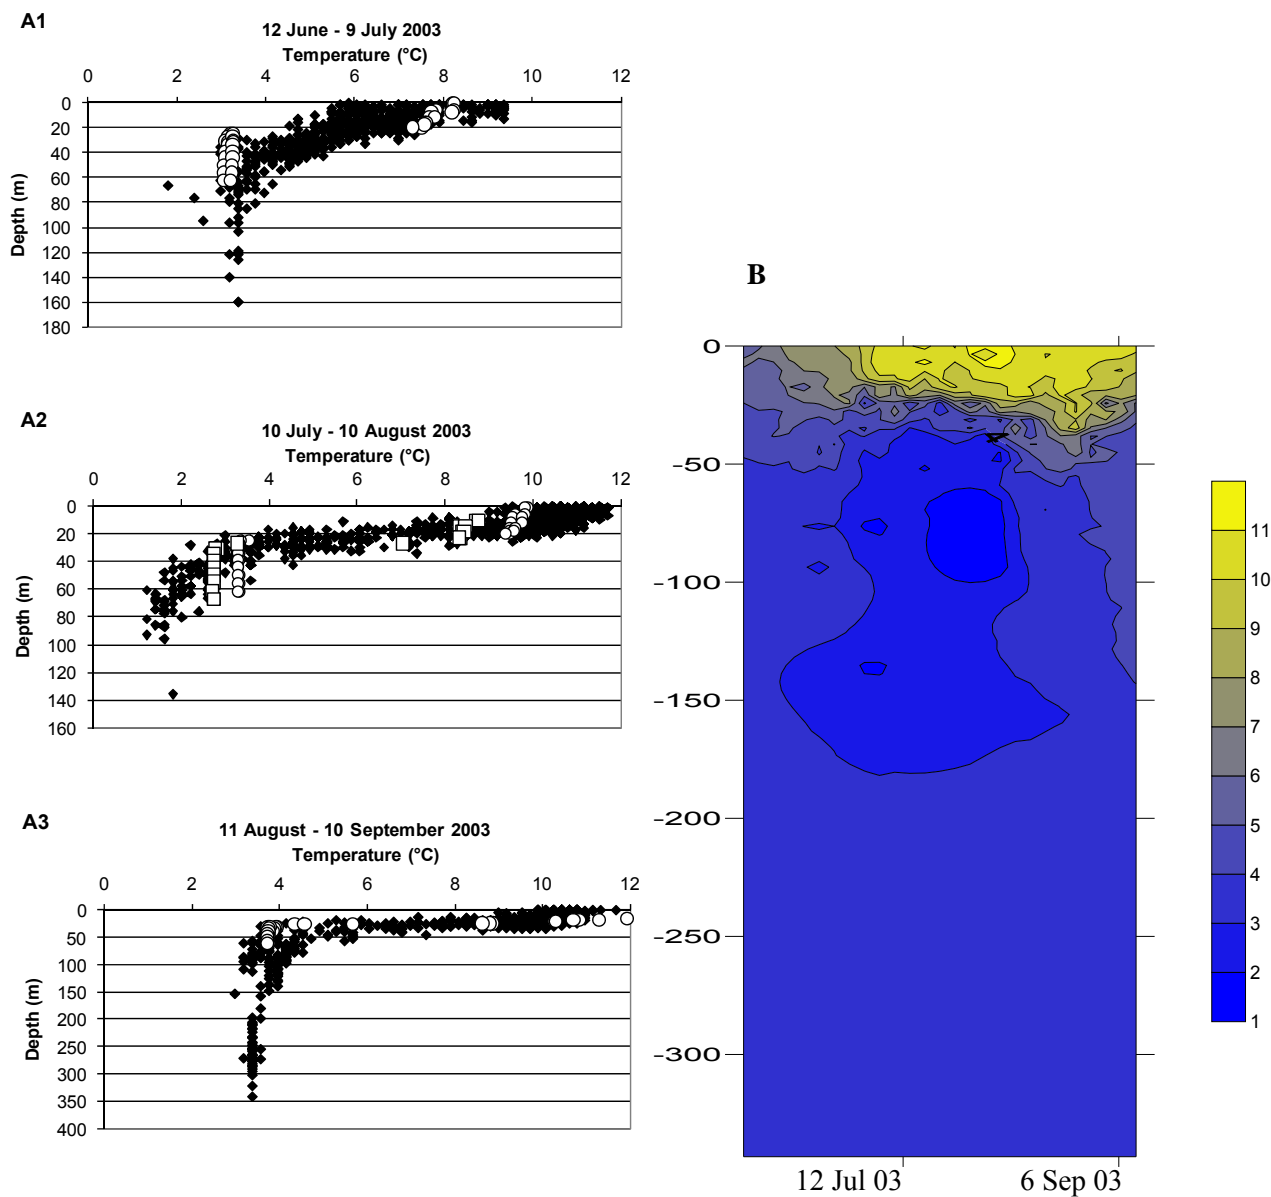 A1
12 June - 9 July 2003
Temperature (°C)
0 2 4 6 8 10 12
0
20
40
60
80
100
120
140
160
180
Depth (m)
A2
10 July - 10 August 2003
Temperature (°C)
0 2 4 6 8 10 12
0
20
40
60
80
100
120
140
160
Depth (m)
A3
11 August - 10 September 2003
Temperature (°C)
0 2 4 6 8 10 12
0
50
100
150
200
250
300
350
400
Depth (m)
B
0
-50
-100
-150
-200
-250
-300
12 Jul 03 6 Sep 03
11
10
9
8
7
6
5
4
3
2
1